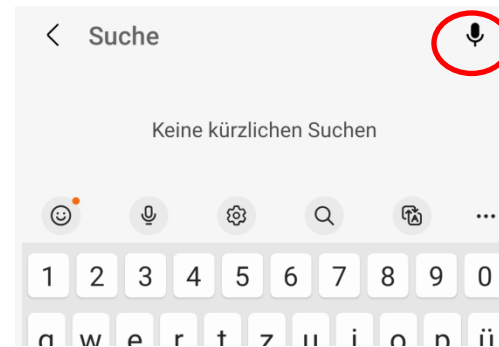 Suche
Keine kürzlichen Suchen
1 2 3 4 5 6 7 8 9 0
q w e r t z u i o p ü